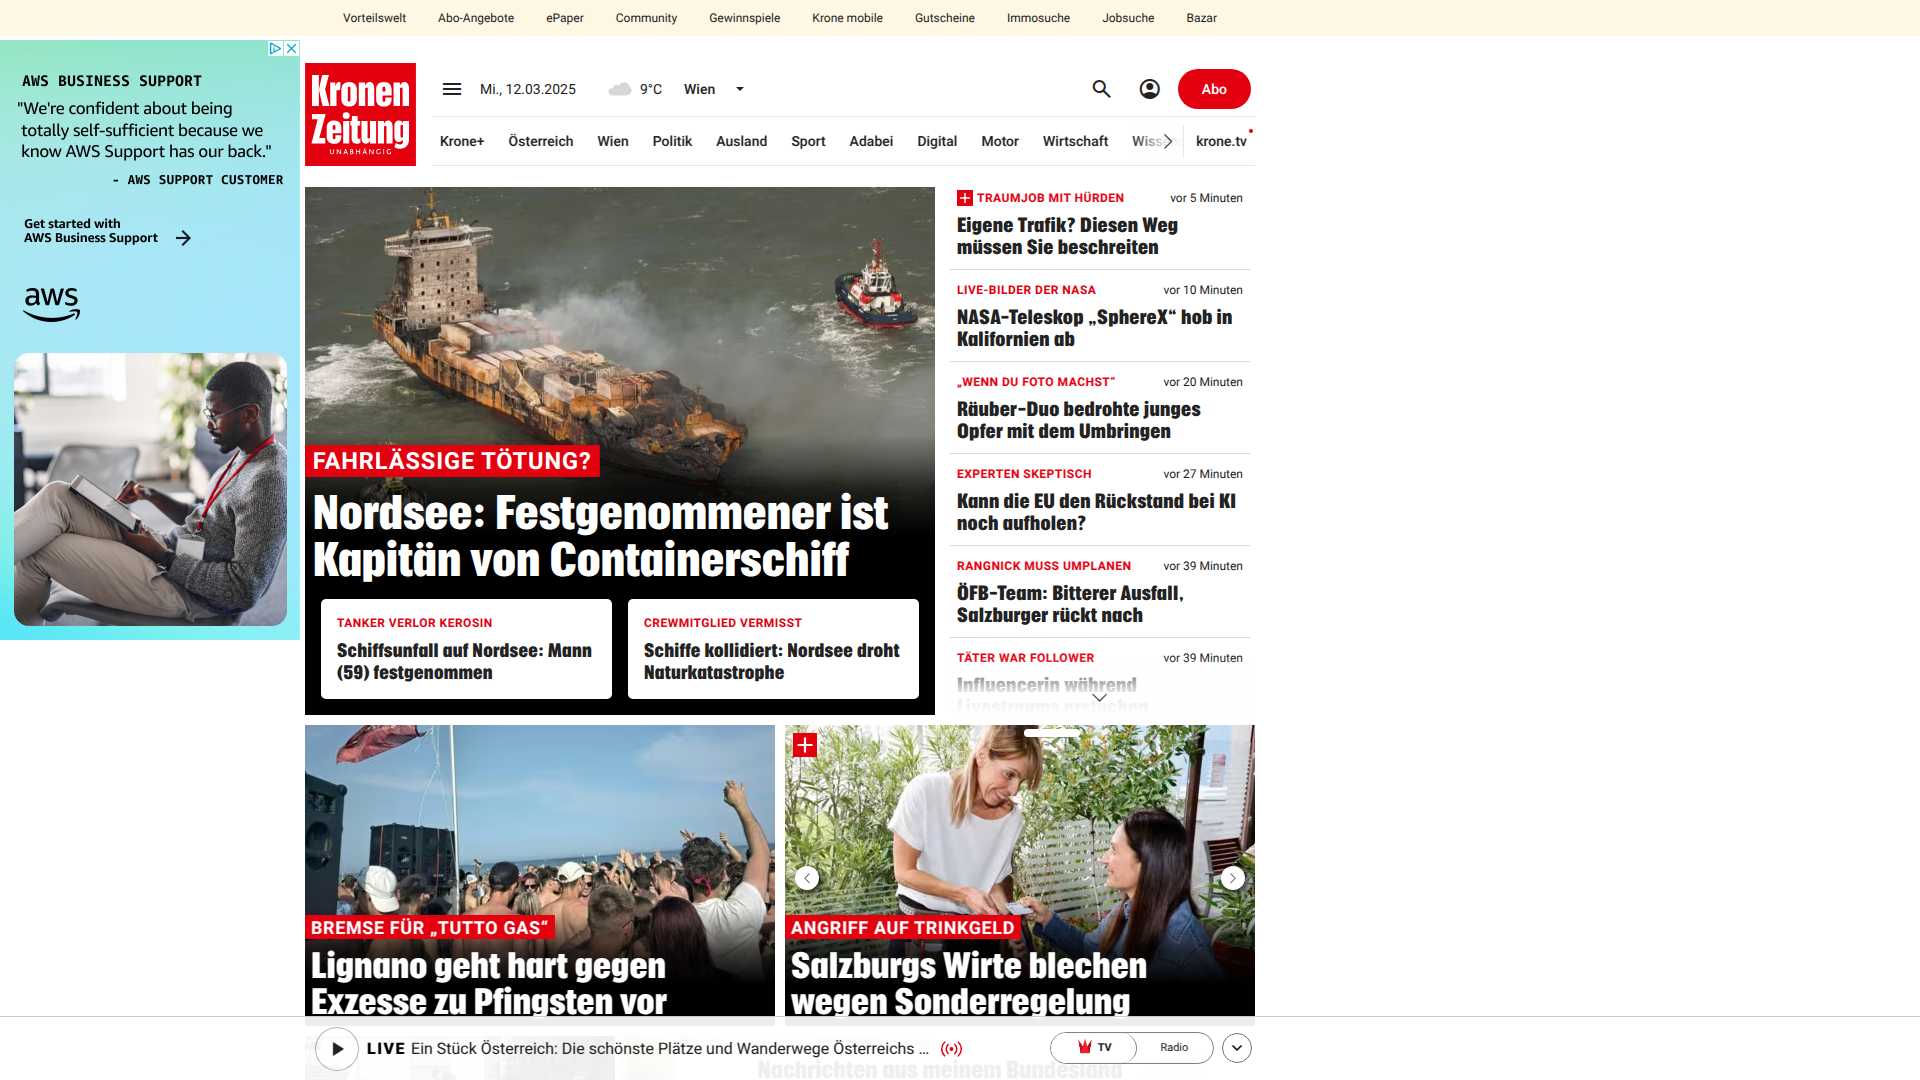 Vorteilswelt Abo-Angebote ePaper Community Gewinnspiele Krone mobile Gutscheine Immosuche Jobsuche Bazar
AWS BUSINESS SUPPORT
"We're confident about being
totally self-sufficient because we
know AWS Support has our back."
- AWS SUPPORT CUSTOMER
Get started with
AWS Business Support
aws
Kronen
Zeitung
UNABHÄNGIG
Mi., 12.03.2025 9°C Wien
Abo
Krone+ Österreich Wien Politik Ausland Sport Adabei Digital Motor Wirtschaft krone.tv
FAHRLÄSSIGE TÖTUNG?
Nordsee: Festgenommener ist
Kapitän von Containerschiff
TANKER VERLOR KEROSIN
Schiffsunfall auf Nordsee: Mann
(59) festgenommen
CREWMITGLIED VERMISST
Schiffe kollidiert: Nordsee droht
Naturkatastrophe
TRAUMJOB MIT HÜRDEN vor 5 Minuten
Eigene Trafik? Diesen Weg
müssen Sie beschreiten
LIVE-BILDER DER NASA vor 10 Minuten
NASA-Teleskop „SphereX“ hob in
Kalifornien ab
„WENN DU FOTO MACHST“ vor 20 Minuten
Räuber-Duo bedrohte junges
Opfer mit dem Umbringen
EXPERTEN SKEPTISCH vor 27 Minuten
Kann die EU den Rückstand bei KI
noch aufholen?
RANGNICK MUSS UMPLANEN vor 39 Minuten
ÖFB-Team: Bitterer Ausfall,
Salzburger rückt nach
TÄTER WAR FOLLOWER vor 39 Minuten
Influencerin während
Livestreams erstochen
BREMSE FÜR „TUTTO GAS“
Lignano geht hart gegen
Exzesse zu Pfingsten vor
ANGRIFF AUF TRINKGELD
Salzburgs Wirte blechen
wegen Sonderregelung
LIVE Ein Stück Österreich: Die schönste Plätze und Wanderwege Österreichs ...
TV Radio
Nachrichten aus meinem Bundesland